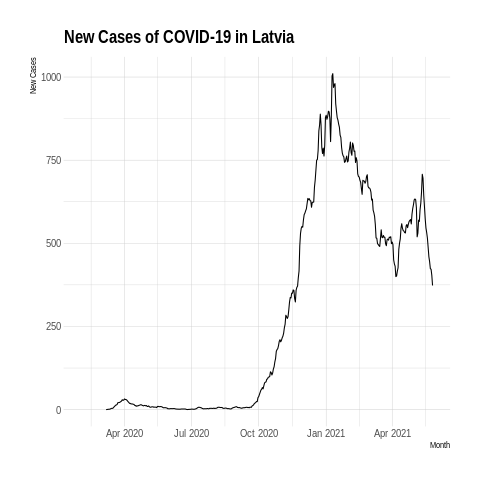 New Cases of COVID-19 in Latvia
New Cases
1000
750
500
250
0
Apr 2020 Jul 2020 Oct 2020 Jan 2021 Apr 2021
Month